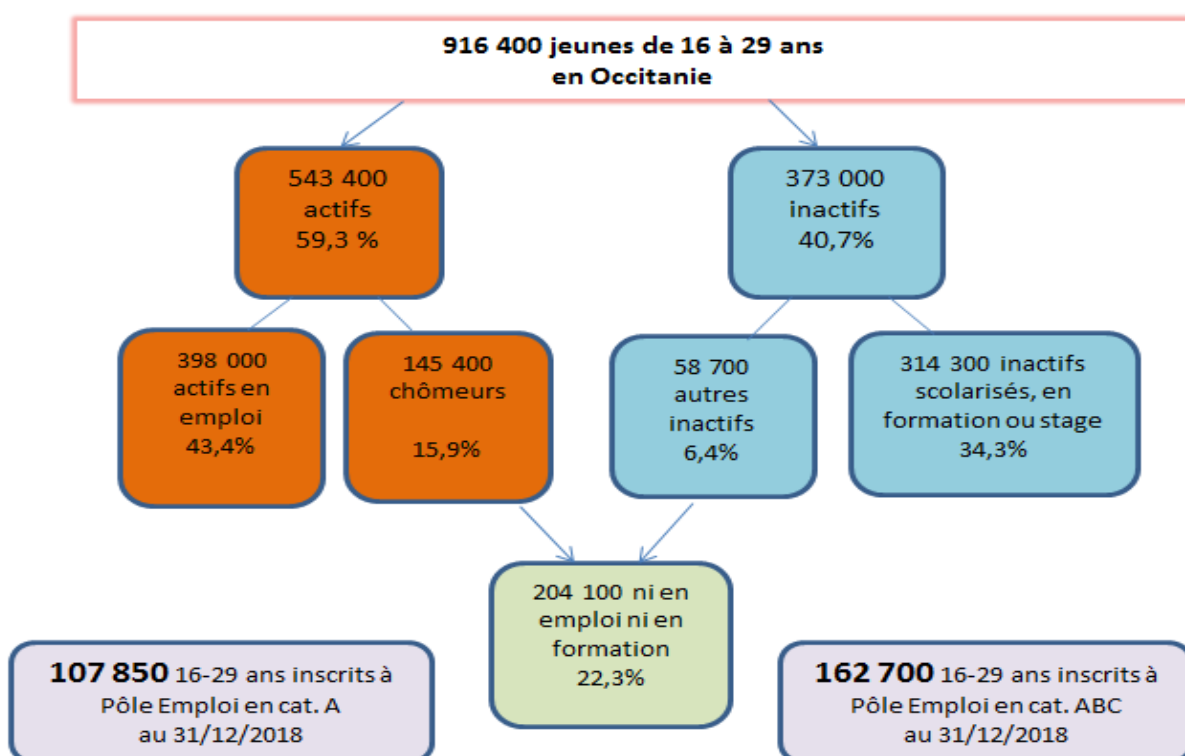 916 400 jeunes de 16 à 29 ans
en Occitanie
543 400
actifs
59,3 %
373 000
inactifs
40,7%
398 000
actifs en
emploi
43,4%
145 400
chômeurs
15,9%
58 700
autres
inactifs
6,4%
314 300 inactifs
scolarisés, en
formation ou stage
34,3%
204 100 ni en
emploi ni en
formation
22,3%
107 850 16-29 ans inscrits à
Pôle Emploi en cat. A
au 31/12/2018
162 700 16-29 ans inscrits à
Pôle Emploi en cat. ABC
au 31/12/2018